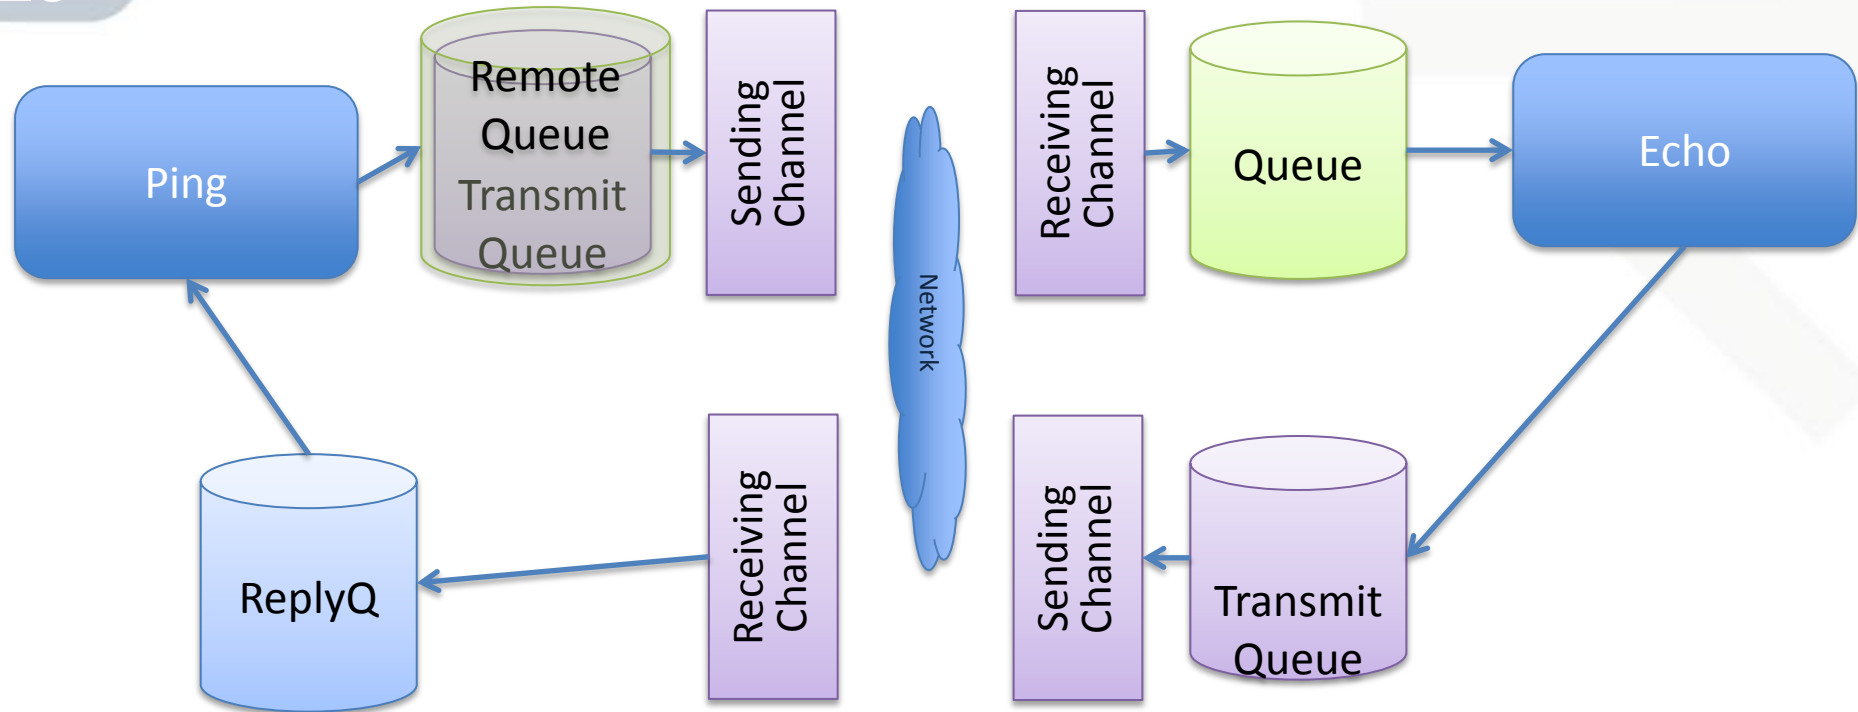 Ping
Remote
Queue
Transmit
Queue
Sending
Channel
Network
Receiving
Channel
Queue
Echo
ReplyQ
Receiving
Channel
Sending
Channel
Transmit
Queue